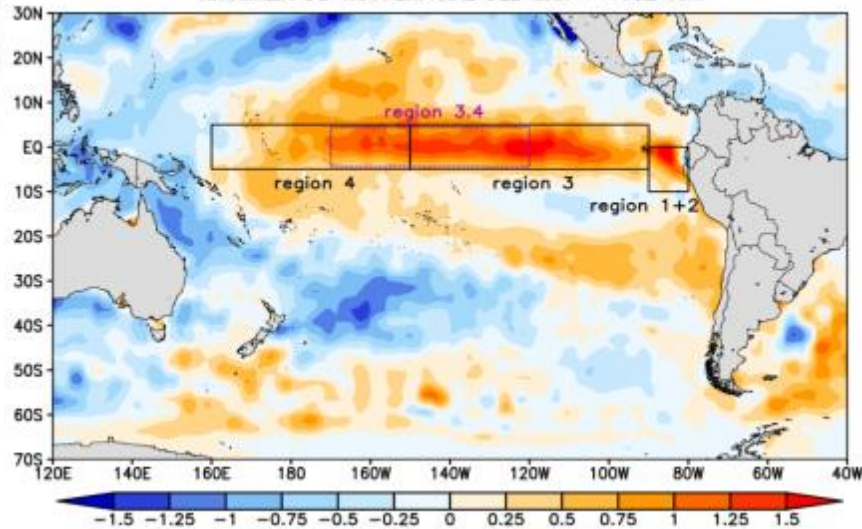 30N
20N
10N
EQ
10S
20S
30S
40S
50S
60S
70S
region 3.4
region 4
region 3
region 1+2
120E 140E 160E 180 160W 140W 120W 100W 80W 60W 40W
-1.5 -1.25 -1 -0.75 -0.5 -0.25 0 0.25 0.5 0.75 1 1.25 1.5